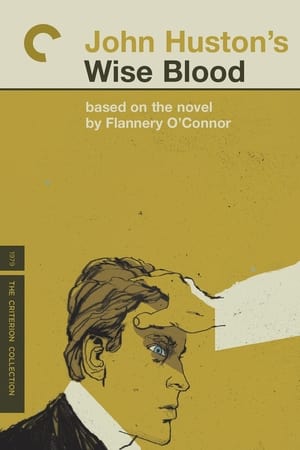 John Huston's
Wise Blood
based on the novel
by Flannery O'Connor
1979
THE CRITERION COLLECTION